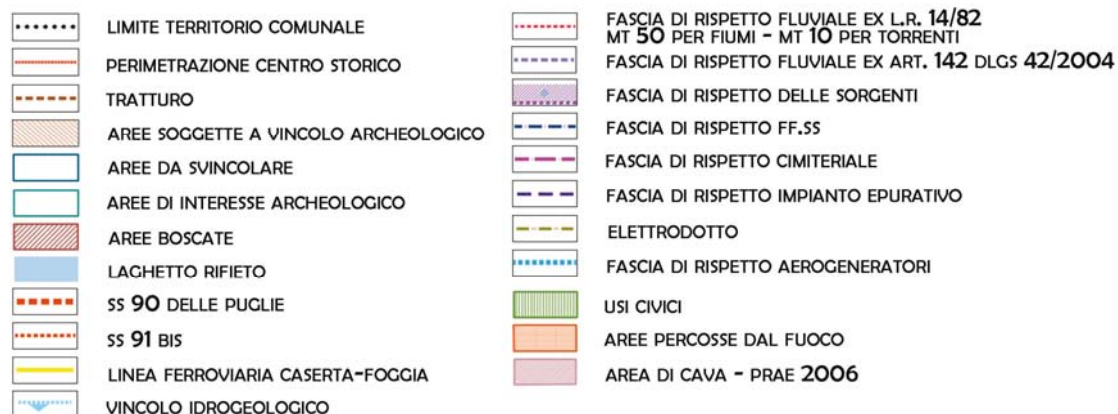 LIMITE TERRITORIO COMUNALE
PERIMETRAZIONE CENTRO STORICO
TRATTURO
AREE SOGGETTE A VINCOLO ARCHEOLOGICO
AREE DA SVINCOLARE
AREE DI INTERESSE ARCHEOLOGICO
AREE BOSCATE
LAGHETTO RIFIETO
SS 90 DELLE PUGLIE
SS 91 BIS
LINEA FERROVIARIA CASERTA-FOGGIA
VINCOLO IDROGEOLOGICO
FASCIA DI RISPETTO FLUVIALE EX L.R. 14/82
MT 50 PER FIUMI - MT 10 PER TORRENTI
FASCIA DI RISPETTO FLUVIALE EX ART. 142 DLGS 42/2004
FASCIA DI RISPETTO DELLE SORGENTI
FASCIA DI RISPETTO FF.SS
FASCIA DI RISPETTO CIMITERIALE
FASCIA DI RISPETTO IMPIANTO EPURATIVO
ELETTRODOTTO
FASCIA DI RISPETTO AEROGENERATORI
USI CIVICI
AREE PERCOSSE DAL FUOCO
AREA DI CAVA - PRAE 2006